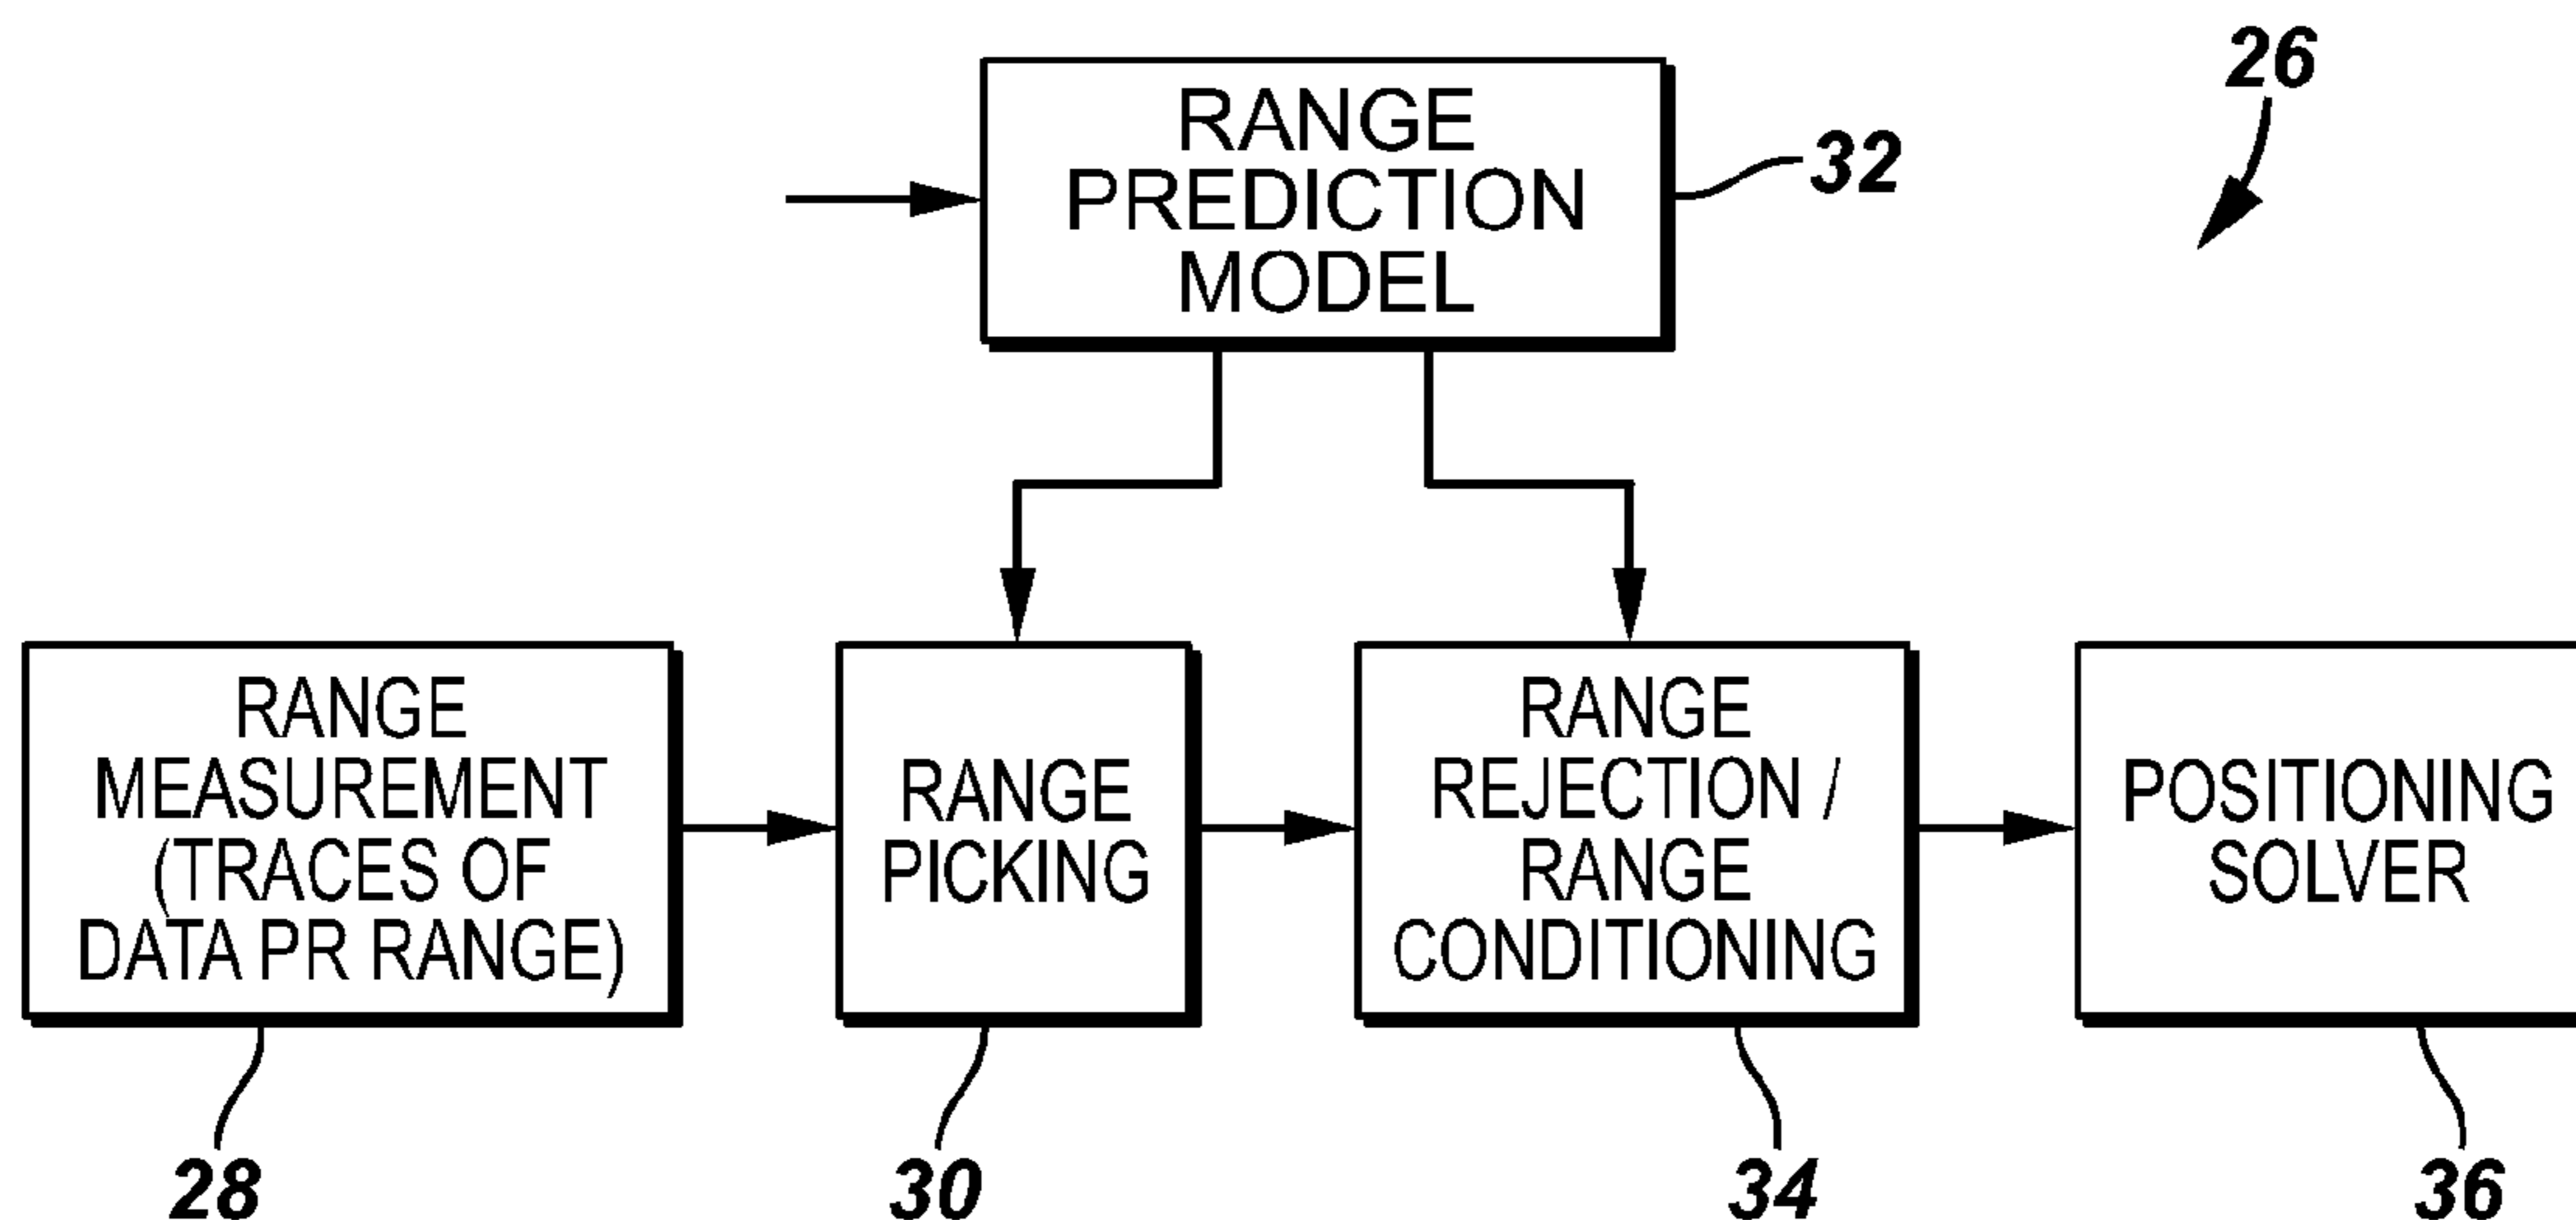 26
RANGE
PREDICTION
MODEL
32
RANGE
MEASUREMENT
(TRACES OF
DATA PR RANGE)
RANGE
PICKING
RANGE
REJECTION /
RANGE
CONDITIONING
POSITIONING
SOLVER
28
30
34
36